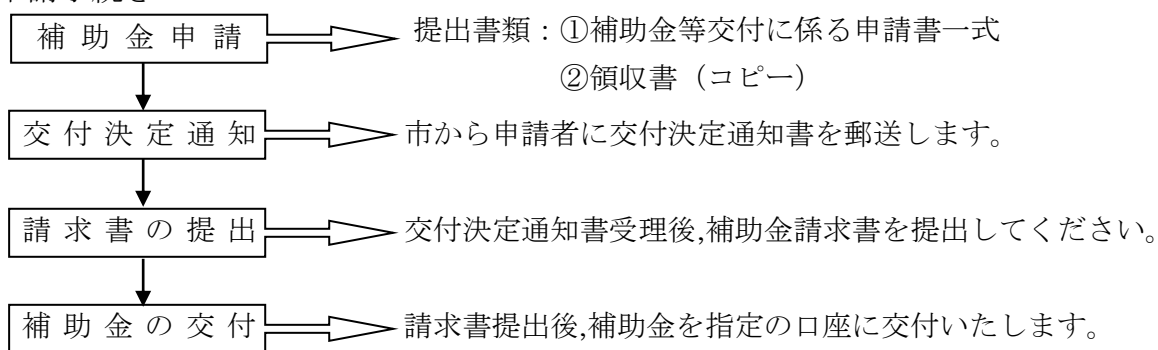 補助金申請 提出書類：①補助金等交付に係る申請書一式
②領収書（コピー）
交付決定通知 市から申請者に交付決定通知書を郵送します。
請求書の提出 交付決定通知書受理後,補助金請求書を提出してください。
補助金の交付 請求書提出後,補助金を指定の口座に交付いたします。